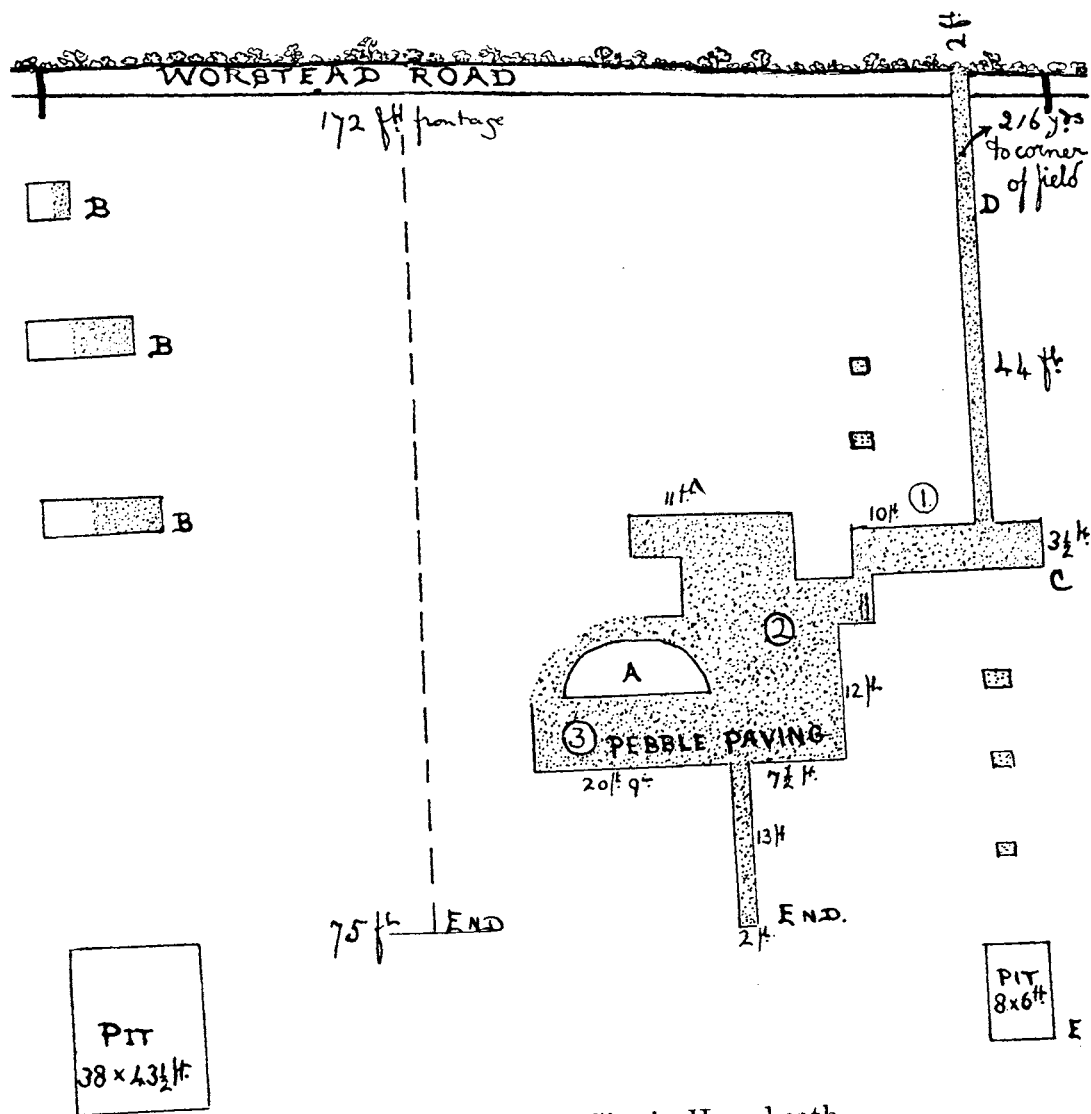 2 ft.
WORSTEAD ROAD
172 ft. frontage
216 yds
to corner
of field
B
D
B
44 ft
B
11 ft
10 ft
1
3½ ft.
C
2
A
12 ft
3 PEBBLE PAVING
20 ft 9 in
7½ ft.
13 ft
75 ft
END
END.
2 ft.
PIT
8 x 6 ft
E
PIT
38 x 43½ ft.